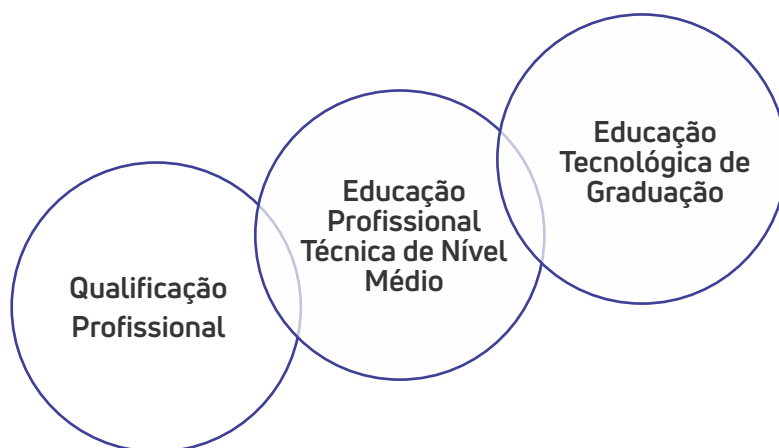 Qualificação
Profissional
Educação
Profissional
Técnica de Nível
Médio
Educação
Tecnológica de
Graduação